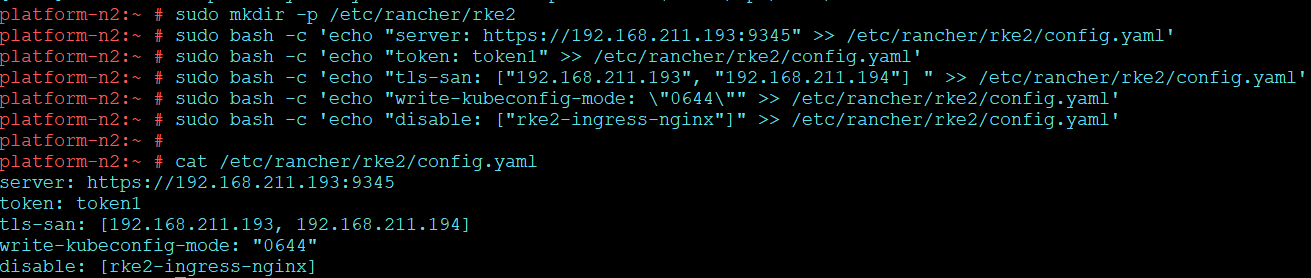 platform-n2:~ # sudo mkdir -p /etc/rancher/rke2
platform-n2:~ # sudo bash -c 'echo "server: https://192.168.211.193:9345" >> /etc/rancher/rke2/config.yaml'
platform-n2:~ # sudo bash -c 'echo "token: token1" >> /etc/rancher/rke2/config.yaml'
platform-n2:~ # sudo bash -c 'echo "tls-san: ["192.168.211.193", "192.168.211.194"] " >> /etc/rancher/rke2/config.yaml'
platform-n2:~ # sudo bash -c 'echo "write-kubeconfig-mode: \"0644\"" >> /etc/rancher/rke2/config.yaml'
platform-n2:~ # sudo bash -c 'echo "disable: ["rke2-ingress-nginx"]" >> /etc/rancher/rke2/config.yaml'
platform-n2:~ #
platform-n2:~ # cat /etc/rancher/rke2/config.yaml
server: https://192.168.211.193:9345
token: token1
tls-san: [192.168.211.193, 192.168.211.194]
write-kubeconfig-mode: "0644"
disable: [rke2-ingress-nginx]